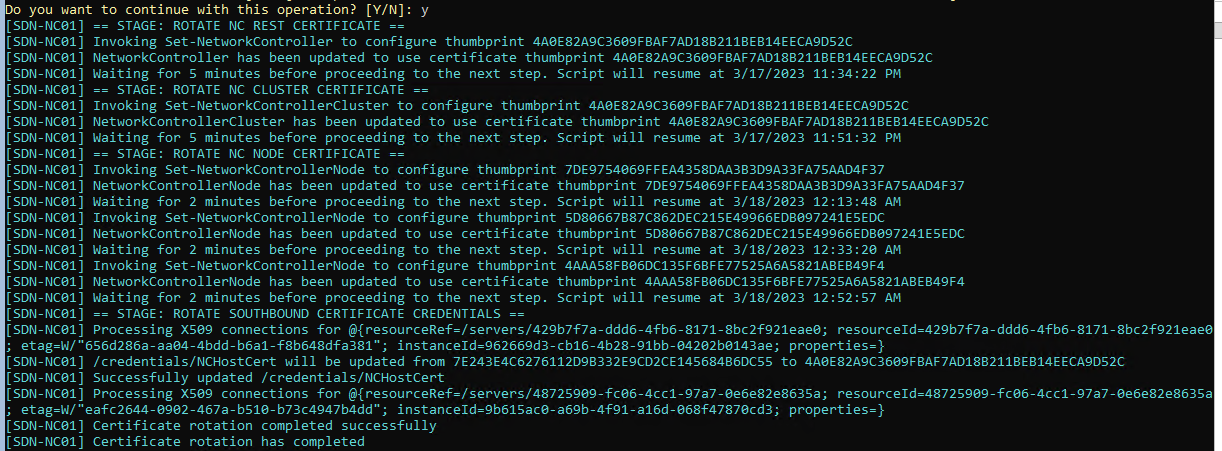 Do you want to continue with this operation? [Y/N]: y
[SDN-NC01] == STAGE: ROTATE NC REST CERTIFICATE ==
[SDN-NC01] Invoking Set-NetworkController to configure thumbprint 4A0E82A9C3609FBAF7AD18B211BEB14EECA9D52C
[SDN-NC01] NetworkController has been updated to use certificate thumbprint 4A0E82A9C3609FBAF7AD18B211BEB14EECA9D52C
[SDN-NC01] Waiting for 5 minutes before proceeding to the next step. Script will resume at 3/17/2023 11:34:22 PM
[SDN-NC01] == STAGE: ROTATE NC CLUSTER CERTIFICATE ==
[SDN-NC01] Invoking Set-NetworkControllerCluster to configure thumbprint 4A0E82A9C3609FBAF7AD18B211BEB14EECA9D52C
[SDN-NC01] NetworkControllerCluster has been updated to use certificate thumbprint 4A0E82A9C3609FBAF7AD18B211BEB14EECA9D52C
[SDN-NC01] Waiting for 5 minutes before proceeding to the next step. Script will resume at 3/17/2023 11:51:32 PM
[SDN-NC01] == STAGE: ROTATE NC NODE CERTIFICATE ==
[SDN-NC01] Invoking Set-NetworkControllerNode to configure thumbprint 7DE9754069FFEA4358DAA3B3D9A33FA75AAD4F37
[SDN-NC01] NetworkControllerNode has been updated to use certificate thumbprint 7DE9754069FFEA4358DAA3B3D9A33FA75AAD4F37
[SDN-NC01] Waiting for 2 minutes before proceeding to the next step. Script will resume at 3/18/2023 12:13:48 AM
[SDN-NC01] Invoking Set-NetworkControllerNode to configure thumbprint 5D80667B87C862DEC215E49966EDB097241E5EDC
[SDN-NC01] NetworkControllerNode has been updated to use certificate thumbprint 5D80667B87C862DEC215E49966EDB097241E5EDC
[SDN-NC01] Waiting for 2 minutes before proceeding to the next step. Script will resume at 3/18/2023 12:33:20 AM
[SDN-NC01] Invoking Set-NetworkControllerNode to configure thumbprint 4AAA58FB06DC135F6BFE77525A6A5821ABEB49F4
[SDN-NC01] NetworkControllerNode has been updated to use certificate thumbprint 4AAA58FB06DC135F6BFE77525A6A5821ABEB49F4
[SDN-NC01] Waiting for 2 minutes before proceeding to the next step. Script will resume at 3/18/2023 12:52:57 AM
[SDN-NC01] == STAGE: ROTATE SOUTHBOUND CERTIFICATE CREDENTIALS ==
[SDN-NC01] Processing X509 connections for @{resourceRef=/servers/429b7f7a-ddd6-4fb6-8171-8bc2f921eae0; resourceId=429b7f7a-ddd6-4fb6-8171-8bc2f921eae0
; etag=W/"656d286a-aa04-4bdd-b6a1-f8b648dfa381"; instanceId=962669d3-cb16-4b28-91bb-04202b0143ae; properties=}
[SDN-NC01] /credentials/NCHostCert will be updated from 7E243E4C6276112D9B332E9CD2CE145684B6DC55 to 4A0E82A9C3609FBAF7AD18B211BEB14EECA9D52C
[SDN-NC01] Successfully updated /credentials/NCHostCert
[SDN-NC01] Processing X509 connections for @{resourceRef=/servers/48725909-fc06-4cc1-97a7-0e6e82e8635a; resourceId=48725909-fc06-4cc1-97a7-0e6e82e8635a
; etag=W/"eafc2644-0902-467a-b510-b73c4947b4dd"; instanceId=9b615ac0-a69b-4f91-a16d-068f47870cd3; properties=}
[SDN-NC01] Certificate rotation completed successfully
[SDN-NC01] Certificate rotation has completed